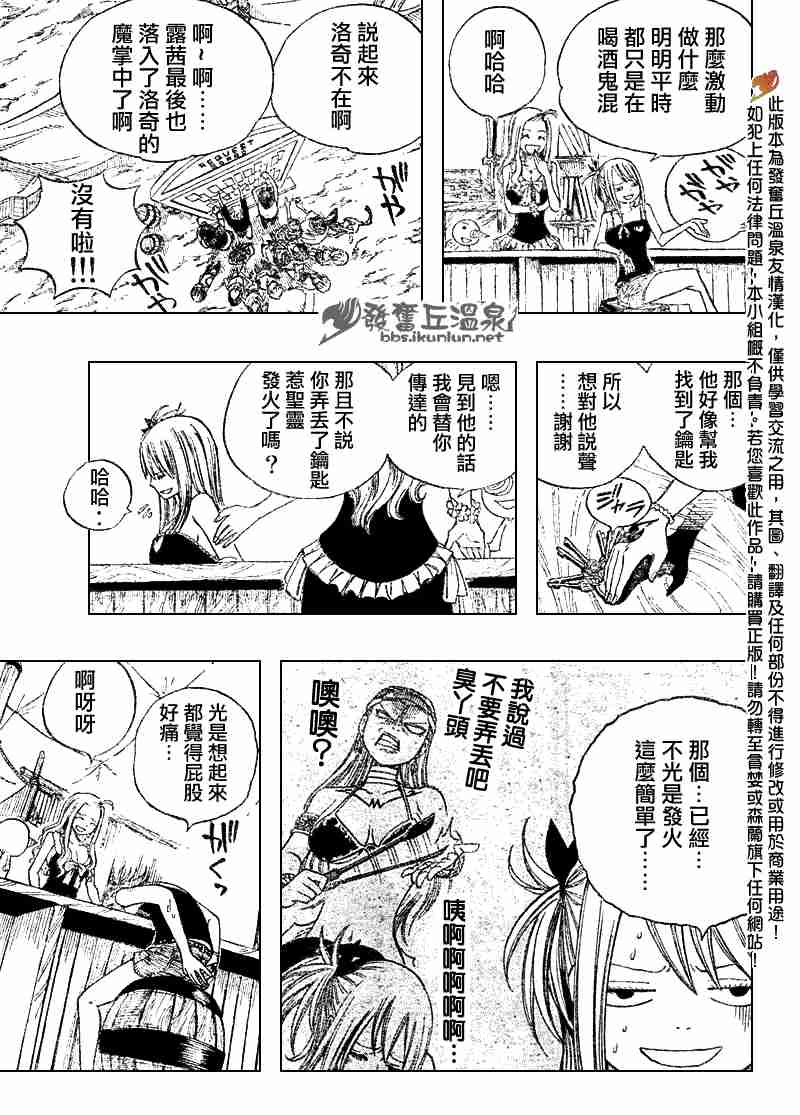 那麼激動
做什麼
明明平時
都只是在
喝酒鬼混
啊哈哈
說起來
洛奇不在啊
啊~啊……
露茜最後也
落入了洛奇的
魔掌中了啊
沒有啦!!!
REQUEST
BOARD
ガヤ
ガヤ
發奮丘溫泉
bbs.ikunlun.net
那個…
他好像幫我
找到了鑰匙
所以
想對他說聲
……謝謝
嗯……
見到他的話
我會替你
傳達的
那且不說
你弄丟了鑰匙
惹聖靈
發火了嗎？
哈哈…
那個…已經…
不光是發火
這麼簡單了……
我說過
不要弄丟吧
臭丫頭
噢噢？
咦啊啊啊啊啊…
光是想起來
都覺得屁股
好痛…
啊呀呀
此版本為發奮丘溫泉友情漢化，僅供學習交流之用，其圖、翻譯及任何部份不得進行修改或用於商業用途！
如犯上任何法律問題，本小組概不負責。若您喜歡此作品，請購買正版！請勿轉至貪婪或森蘭旗下任何網站！